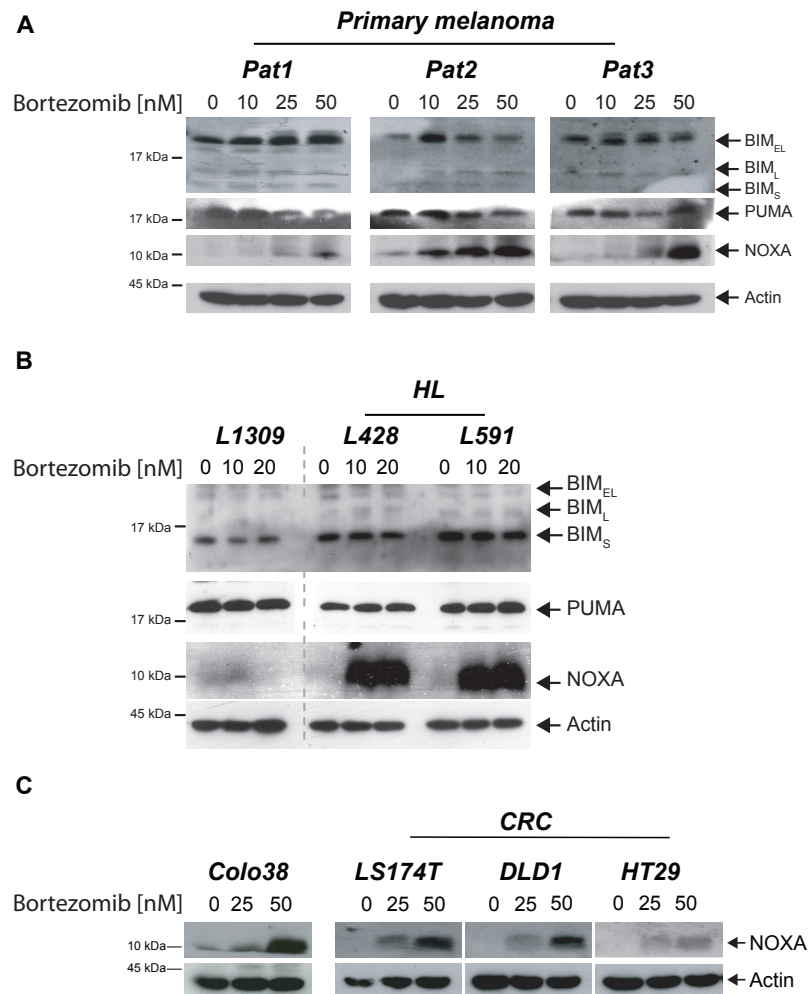 A
Primary melanoma
Pat1 Pat2 Pat3
Bortezomib [nM] 0 10 25 50 0 10 25 50 0 10 25 50
BIM_EL
17 kDa
BIM_L
BIM_S
17 kDa PUMA
10 kDa NOXA
45 kDa
Actin
B
HL
L1309 L428 L591
Bortezomib [nM] 0 10 20 0 10 20 0 10 20
BIM_EL
BIM_L
17 kDa
BIM_S
PUMA
17 kDa
10 kDa NOXA
45 kDa
Actin
C
CRC
Colo38 LS174T DLD1 HT29
Bortezomib [nM] 0 25 50 0 25 50 0 25 50 0 25 50
10 kDa NOXA
45 kDa
Actin